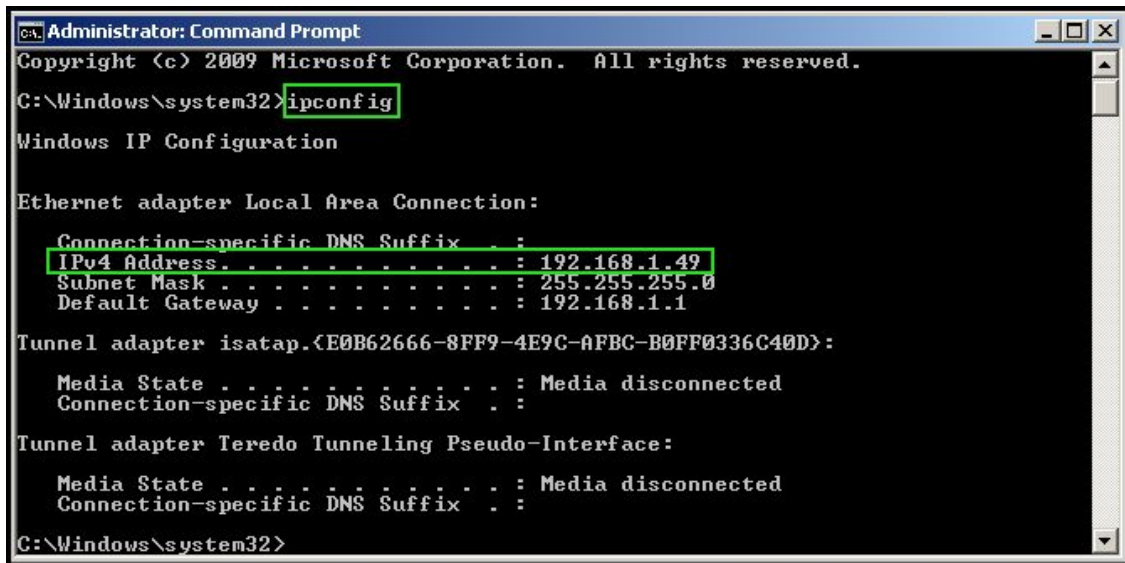 Administrator: Command Prompt
Copyright (c) 2009 Microsoft Corporation.  All rights reserved.
C:\Windows\system32>ipconfig
Windows IP Configuration
Ethernet adapter Local Area Connection:
   Connection-specific DNS Suffix  . :
   IPv4 Address. . . . . . . . . . . : 192.168.1.49
   Subnet Mask . . . . . . . . . . . : 255.255.255.0
   Default Gateway . . . . . . . . . : 192.168.1.1
Tunnel adapter isatap.{E0B62666-8FF9-4E9C-AFBC-B0FF0336C40D}:
   Media State . . . . . . . . . . . : Media disconnected
   Connection-specific DNS Suffix  . :
Tunnel adapter Teredo Tunneling Pseudo-Interface:
   Media State . . . . . . . . . . . : Media disconnected
   Connection-specific DNS Suffix  . :
C:\Windows\system32>